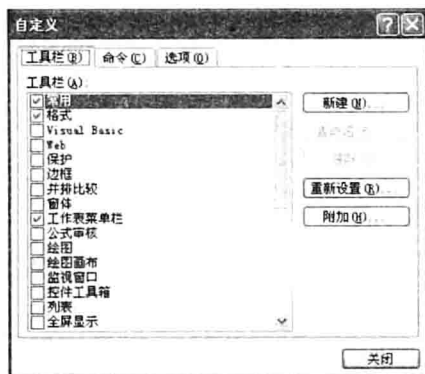 自定义
工具栏(B) 命令(C) 选项(O)
工具栏(A):
常用
格式
Visual Basic
Web
保护
边框
并排比较
窗体
工作表菜单栏
公式审核
绘图
绘图画布
监视窗口
控件工具箱
列表
全屏显示
新建(N)...
重新设置(R)...
附加(H)...
关闭